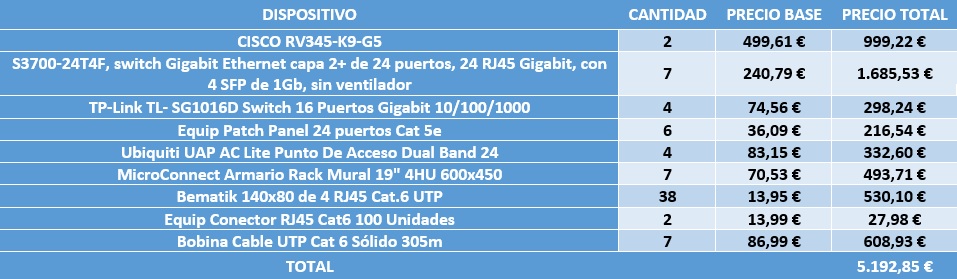 DISPOSITIVO CANTIDAD PRECIO BASE PRECIO TOTAL
CISCO RV345-K9-G5 2 499,61 € 999,22 €
S3700-24T4F, switch Gigabit Ethernet capa 2+ de 24 puertos, 24 RJ45 Gigabit, con
4 SFP de 1Gb, sin ventilador 7 240,79 € 1.685,53 €
TP-Link TL- SG1016D Switch 16 Puertos Gigabit 10/100/1000 4 74,56 € 298,24 €
Equip Patch Panel 24 puertos Cat 5e 6 36,09 € 216,54 €
Ubiquiti UAP AC Lite Punto De Acceso Dual Band 24 4 83,15 € 332,60 €
MicroConnect Armario Rack Mural 19" 4HU 600x450 7 70,53 € 493,71 €
Bematik 140x80 de 4 RJ45 Cat.6 UTP 38 13,95 € 530,10 €
Equip Conector RJ45 Cat6 100 Unidades 2 13,99 € 27,98 €
Bobina Cable UTP Cat 6 Sólido 305m 7 86,99 € 608,93 €
TOTAL 5.192,85 €